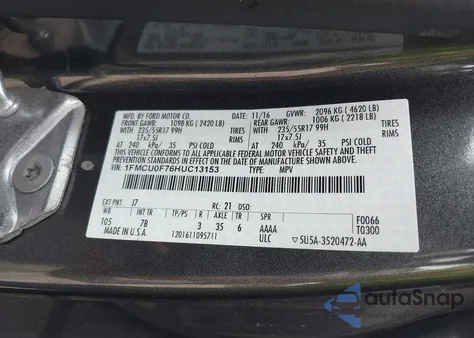 MFD. BY FORD MOTOR CO.
11/16 GVWR: 2096 KG ( 4620 LB)
FRONT GAWR: 1098 KG ( 2420 LB)
REAR GAWR: 1006 KG ( 2218 LB)
WITH 235/55R17 99H TIRES
WITH 235/55R17 99H TIRES
17x7.5J RIMS
17x7.5J RIMS
AT 240 kPa/ 35 PSI COLD
AT 240 kPa/ 35 PSI COLD
THIS VEHICLE CONFORMS TO ALL APPLICABLE FEDERAL MOTOR VEHICLE SAFETY AND THEFT
PREVENTION STANDARDS IN EFFECT ON THE DATE OF MANUFACTURE SHOWN ABOVE.
VIN: 1FMCU0F76HUC13153
TYPE: MPV
EXT PNT: J7 RC: 21 DSO:
WB INT TR TP/PS R AXLE TR SPR
105 7B 3 35 6 AAAA F0066
MADE IN U.S.A. 1201611095711 ULC T0300
5U5A-3520472-AA
autoSnap